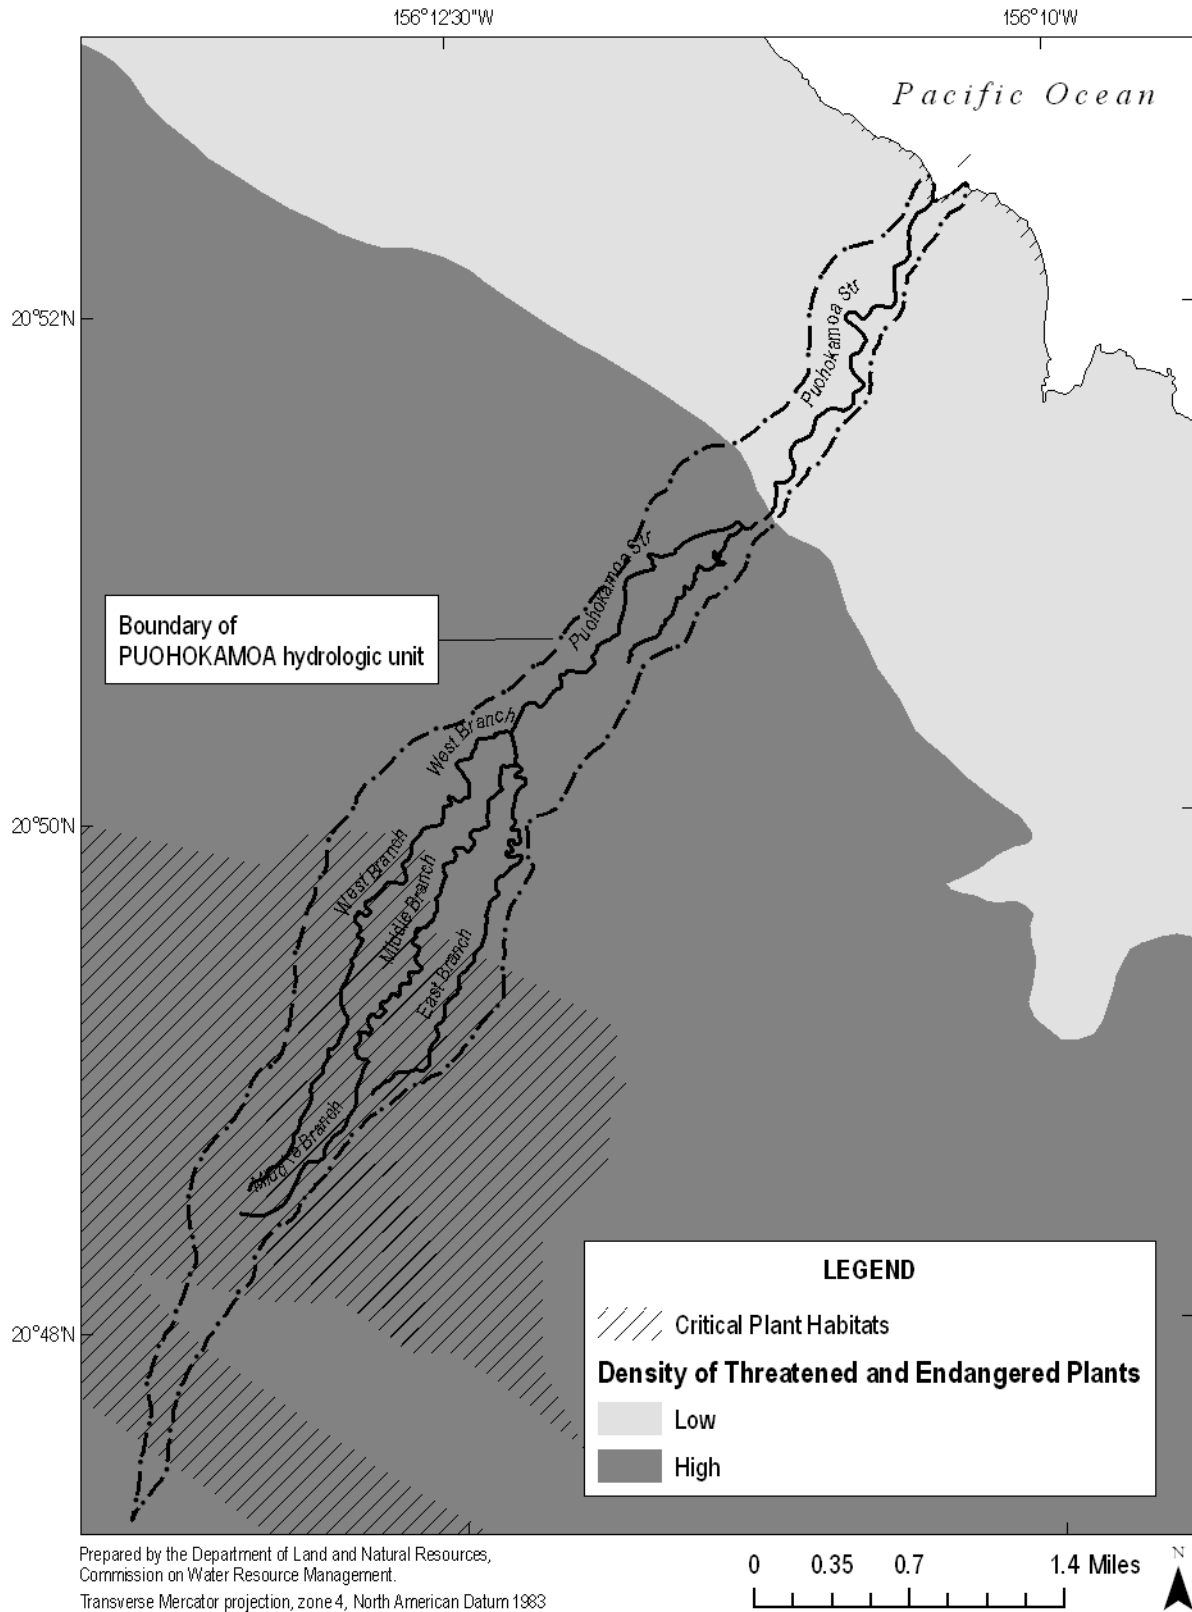 156°12'30"W
156°10'W
Pacific Ocean
20°52'N
Puohokamoa Str
Puohokamoa Str
Boundary of
PUOHOKAMOA hydrologic unit
West Branch
20°50'N
West Branch
Middle Branch
East Branch
Middle Branch
20°48'N
LEGEND
Critical Plant Habitats
Density of Threatened and Endangered Plants
Low
High
Prepared by the Department of Land and Natural Resources,
Commission on Water Resource Management.
Transverse Mercator projection, zone 4, North American Datum 1983
0 0.35 0.7 1.4 Miles
N